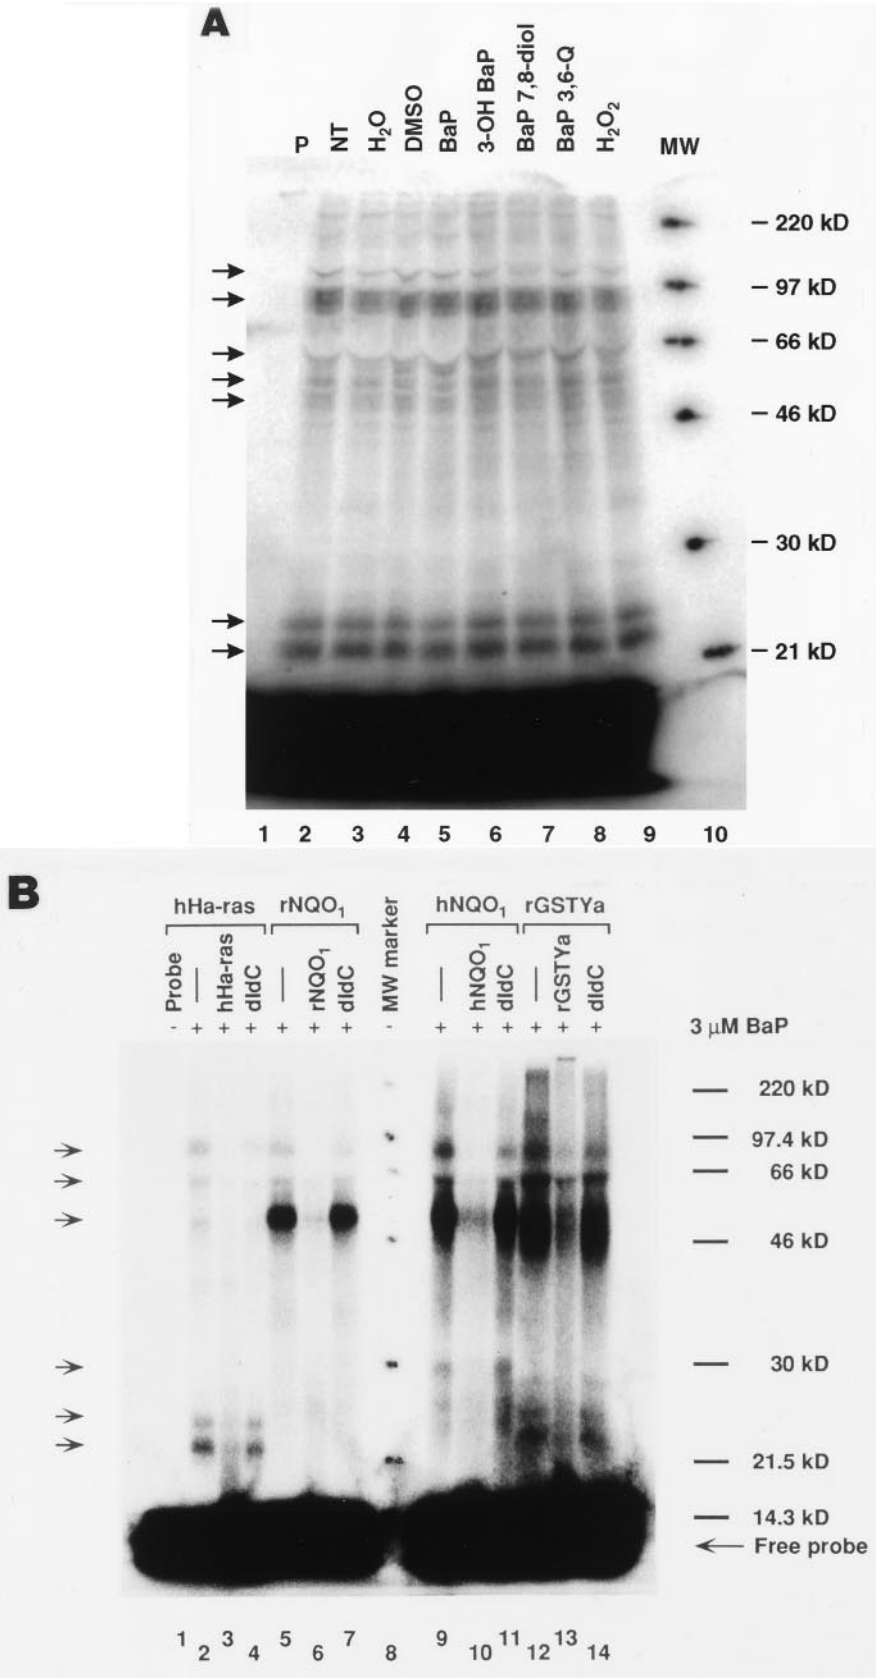 A
P NT H₂O DMSO BaP 3-OH BaP BaP 7,8-diol BaP 3,6-Q H₂O₂ MW
220 kD
97 kD
66 kD
46 kD
30 kD
21 kD
1 2 3 4 5 6 7 8 9 10
B
hHa-ras rNQO₁ hNQO₁ rGSTYa
Probe — hHa-ras dIdC — rNQO₁ dIdC MW marker — hNQO₁ dIdC — rGSTYa dIdC
- + + + + + + - + + + + + + 3 μM BaP
220 kD
97.4 kD
66 kD
46 kD
30 kD
21.5 kD
14.3 kD
Free probe
1 2 3 4 5 6 7 8 9 10 11 12 13 14